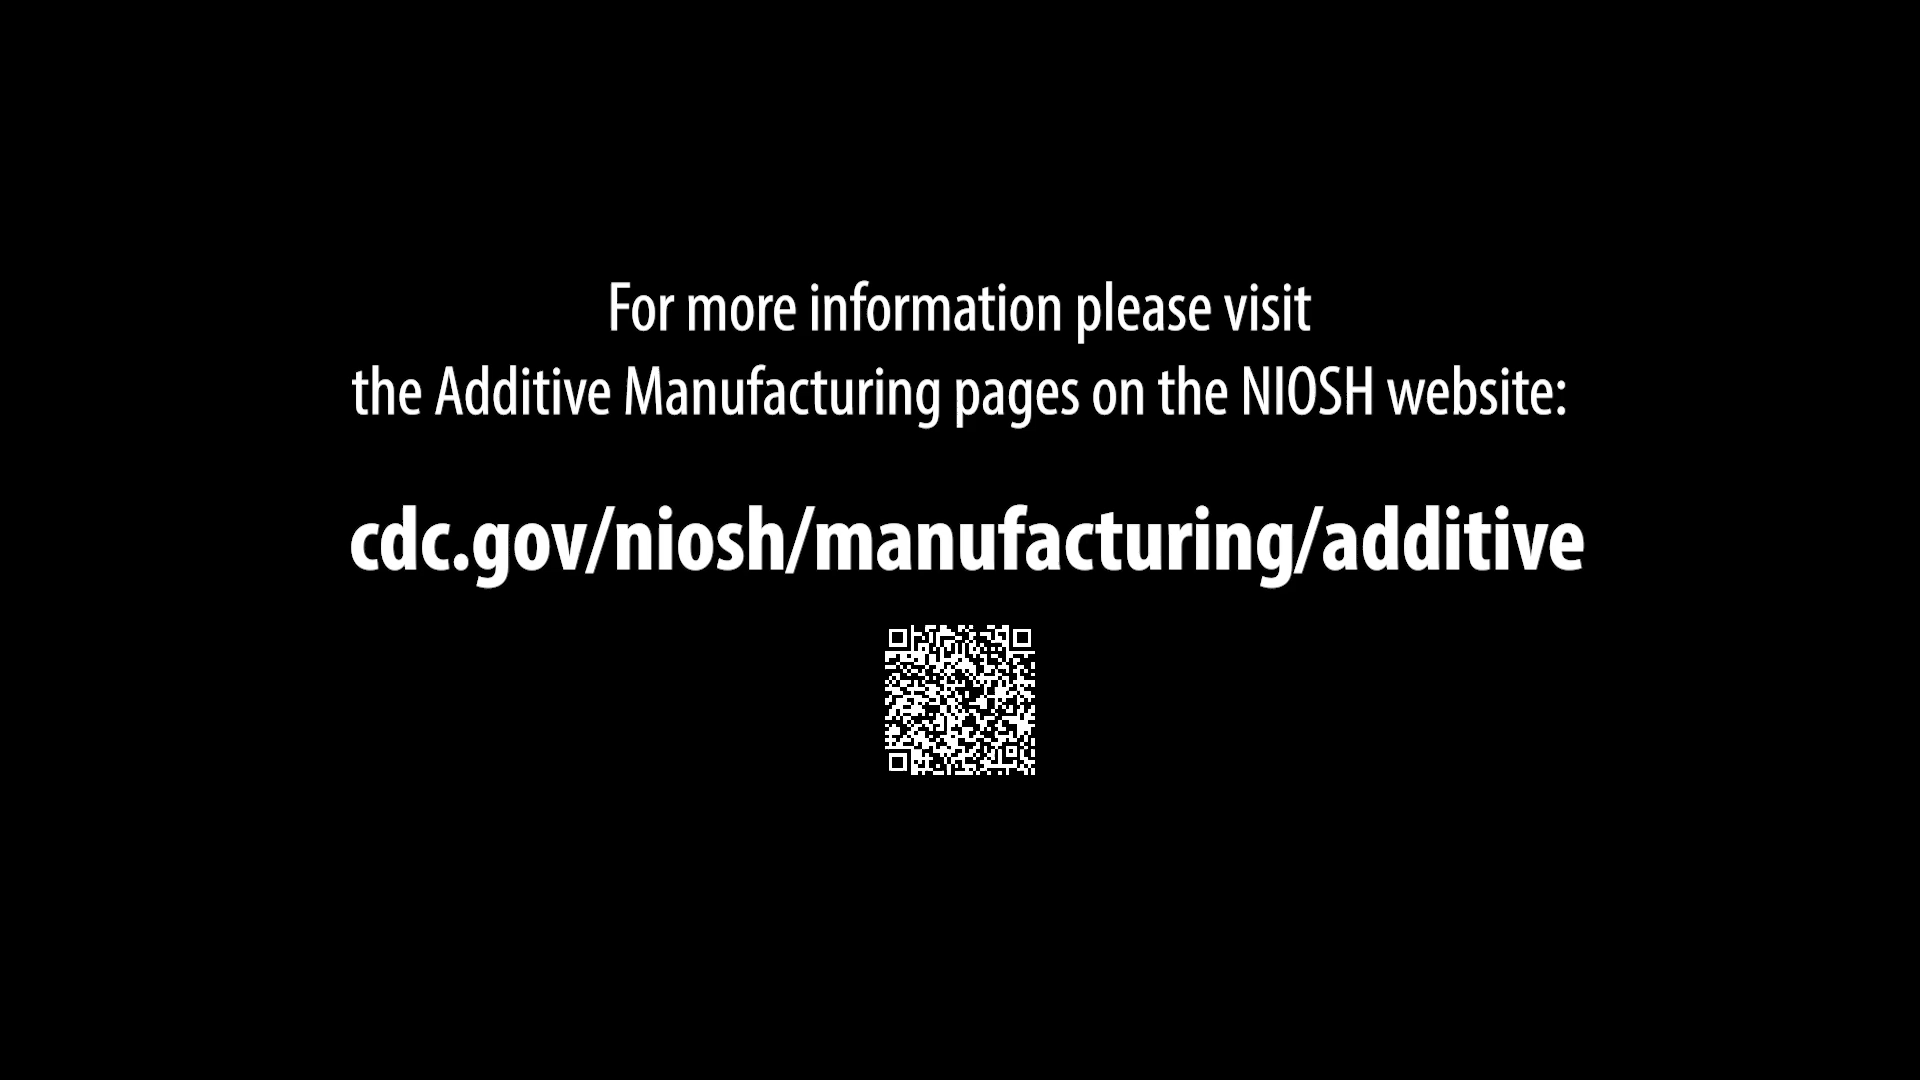 For more information please visit
the Additive Manufacturing pages on the NIOSH website:
cdc.gov/niosh/manufacturing/additive